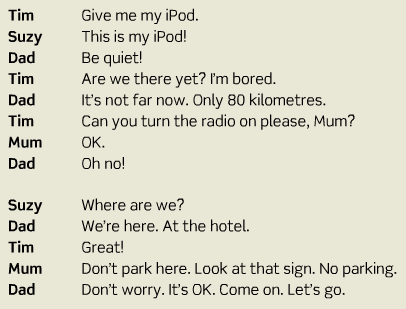 Tim Give me my iPod.
Suzy This is my iPod!
Dad Be quiet!
Tim Are we there yet? I'm bored.
Dad It's not far now. Only 80 kilometres.
Tim Can you turn the radio on please, Mum?
Mum OK.
Dad Oh no!
Suzy Where are we?
Dad We're here. At the hotel.
Tim Great!
Mum Don't park here. Look at that sign. No parking.
Dad Don't worry. It's OK. Come on. Let's go.